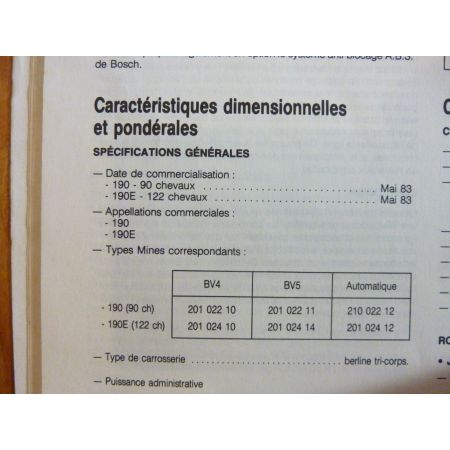 de Bosch.
Caractéristiques dimensionnelles
et pondérales
SPÉCIFICATIONS GÉNÉRALES
— Date de commercialisation :
- 190 - 90 chevaux ................................ Mai 83
- 190E - 122 chevaux ............................ Mai 83
— Appellations commerciales :
- 190
- 190E
— Types Mines correspondants :
BV4 BV5 Automatique
- 190 (90 ch) 201 022 10 201 022 11 210 022 12
- 190E (122 ch) 201 024 10 201 024 14 201 024 12
— Type de carrosserie ............................ berline tri-corps.
— Puissance administrative